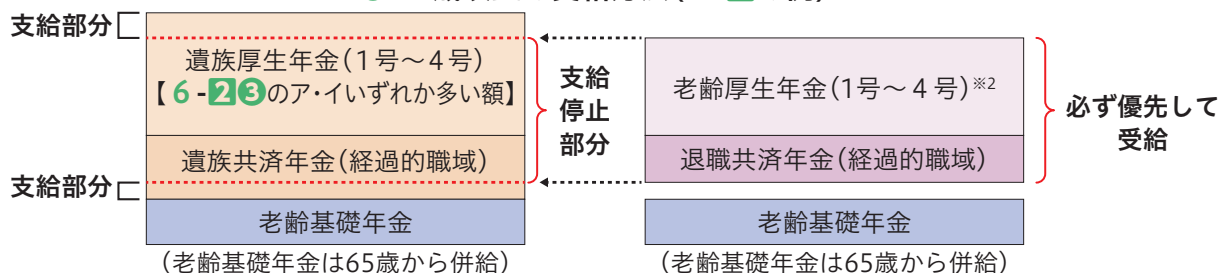 支給部分
遺族厚生年金(1号~4号)
【6-2❸のア・イいずれか多い額】
遺族共済年金(経過的職域)
支給部分
老齢基礎年金
(老齢基礎年金は65歳から併給)
支給
停止
部分
老齢厚生年金(1号~4号)※2
退職共済年金(経過的職域)
老齢基礎年金
(老齢基礎年金は65歳から併給)
必ず優先して
受給